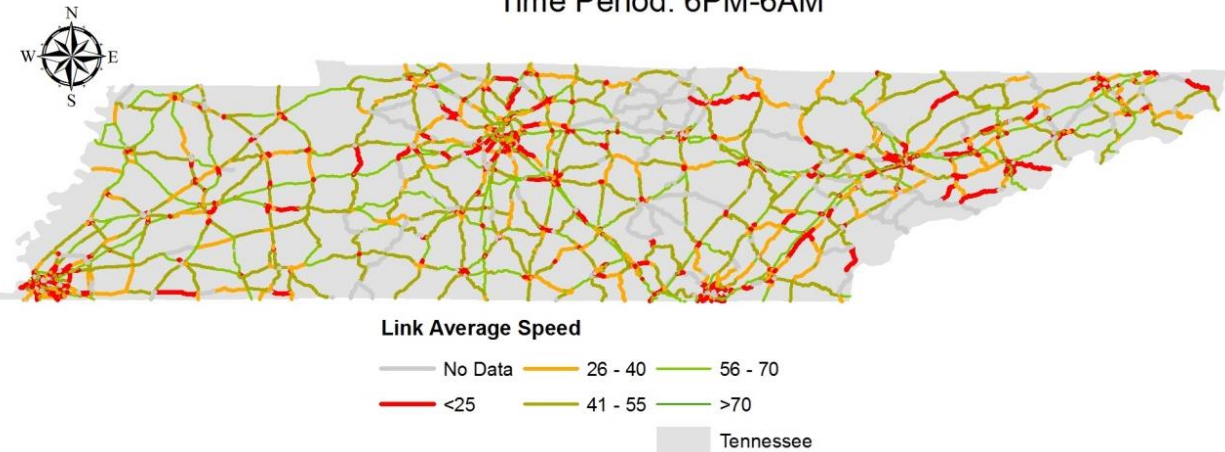 Time Period: 6PM-6AM
N
W E
S
Link Average Speed
No Data 26 - 40 56 - 70
<25 41 - 55 >70
Tennessee